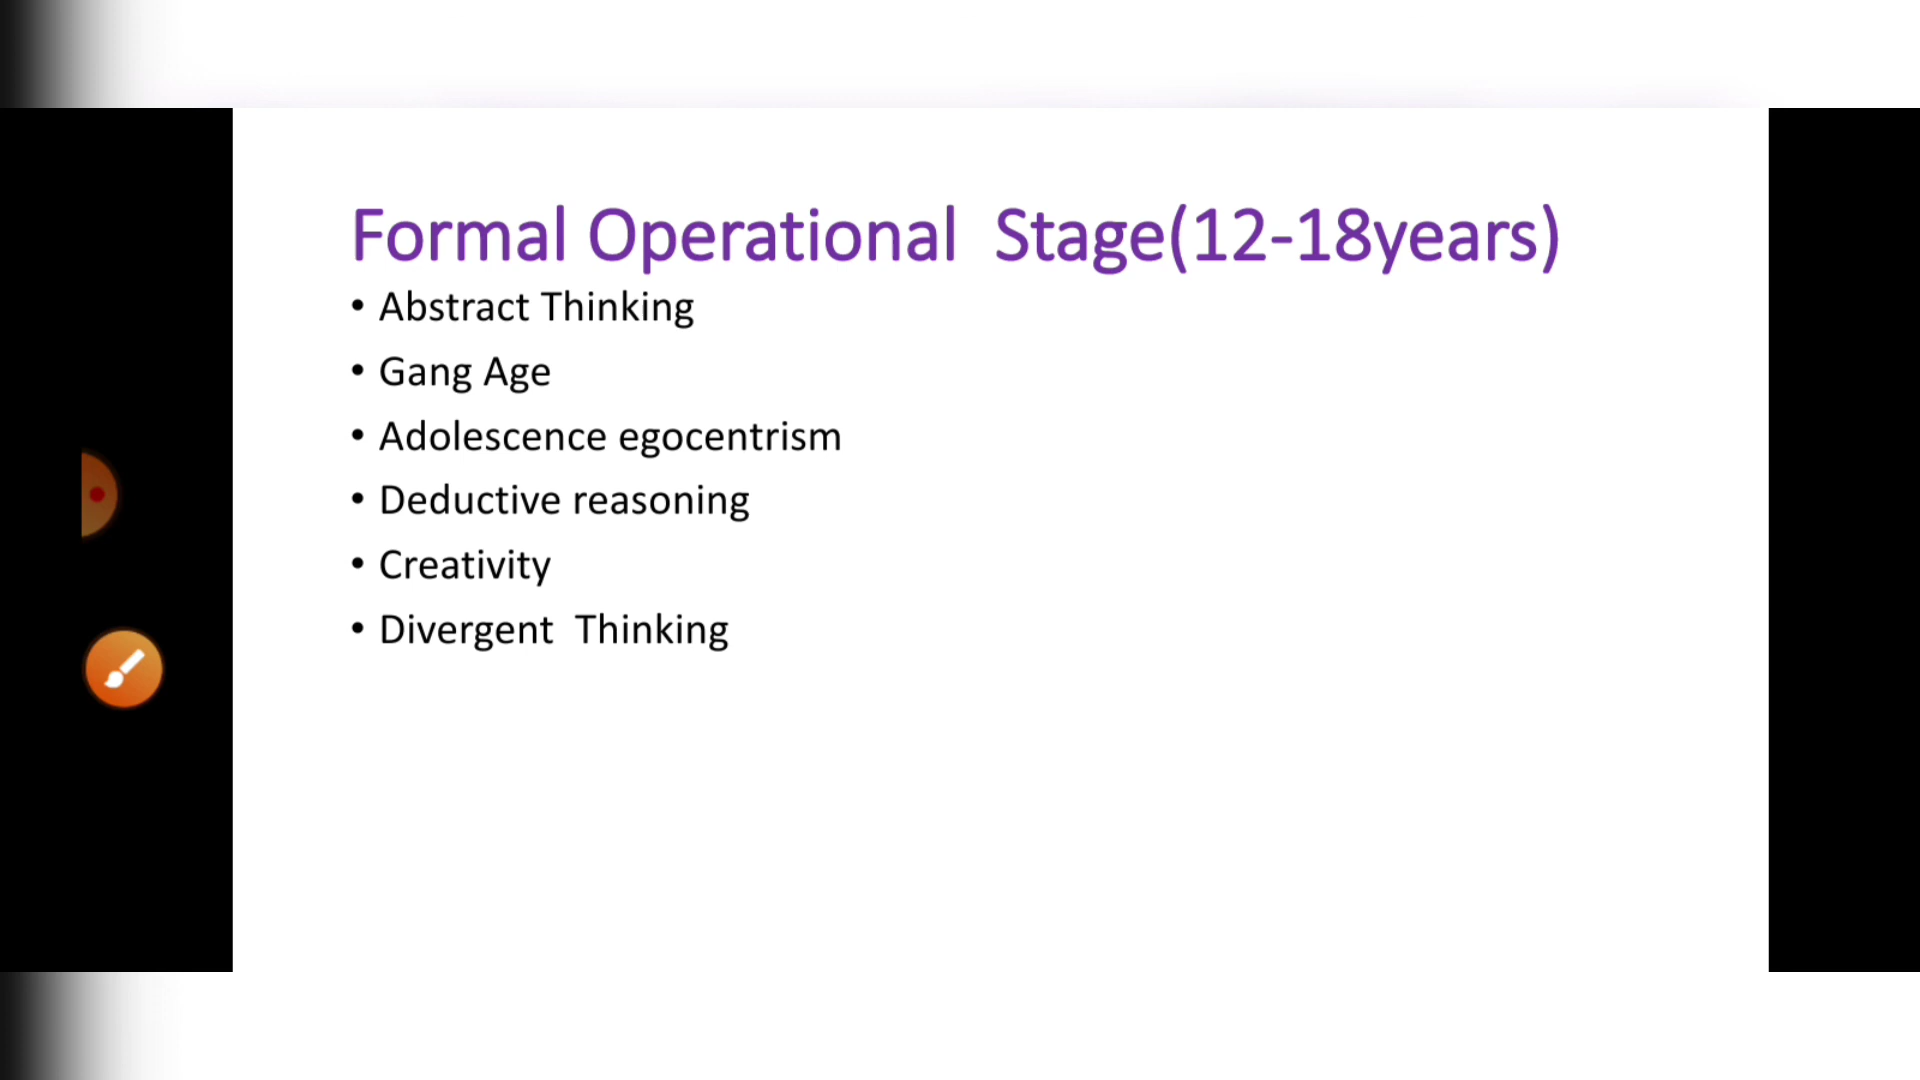 Formal Operational  Stage(12-18years)
• Abstract Thinking
• Gang Age
• Adolescence egocentrism
• Deductive reasoning
• Creativity
• Divergent  Thinking